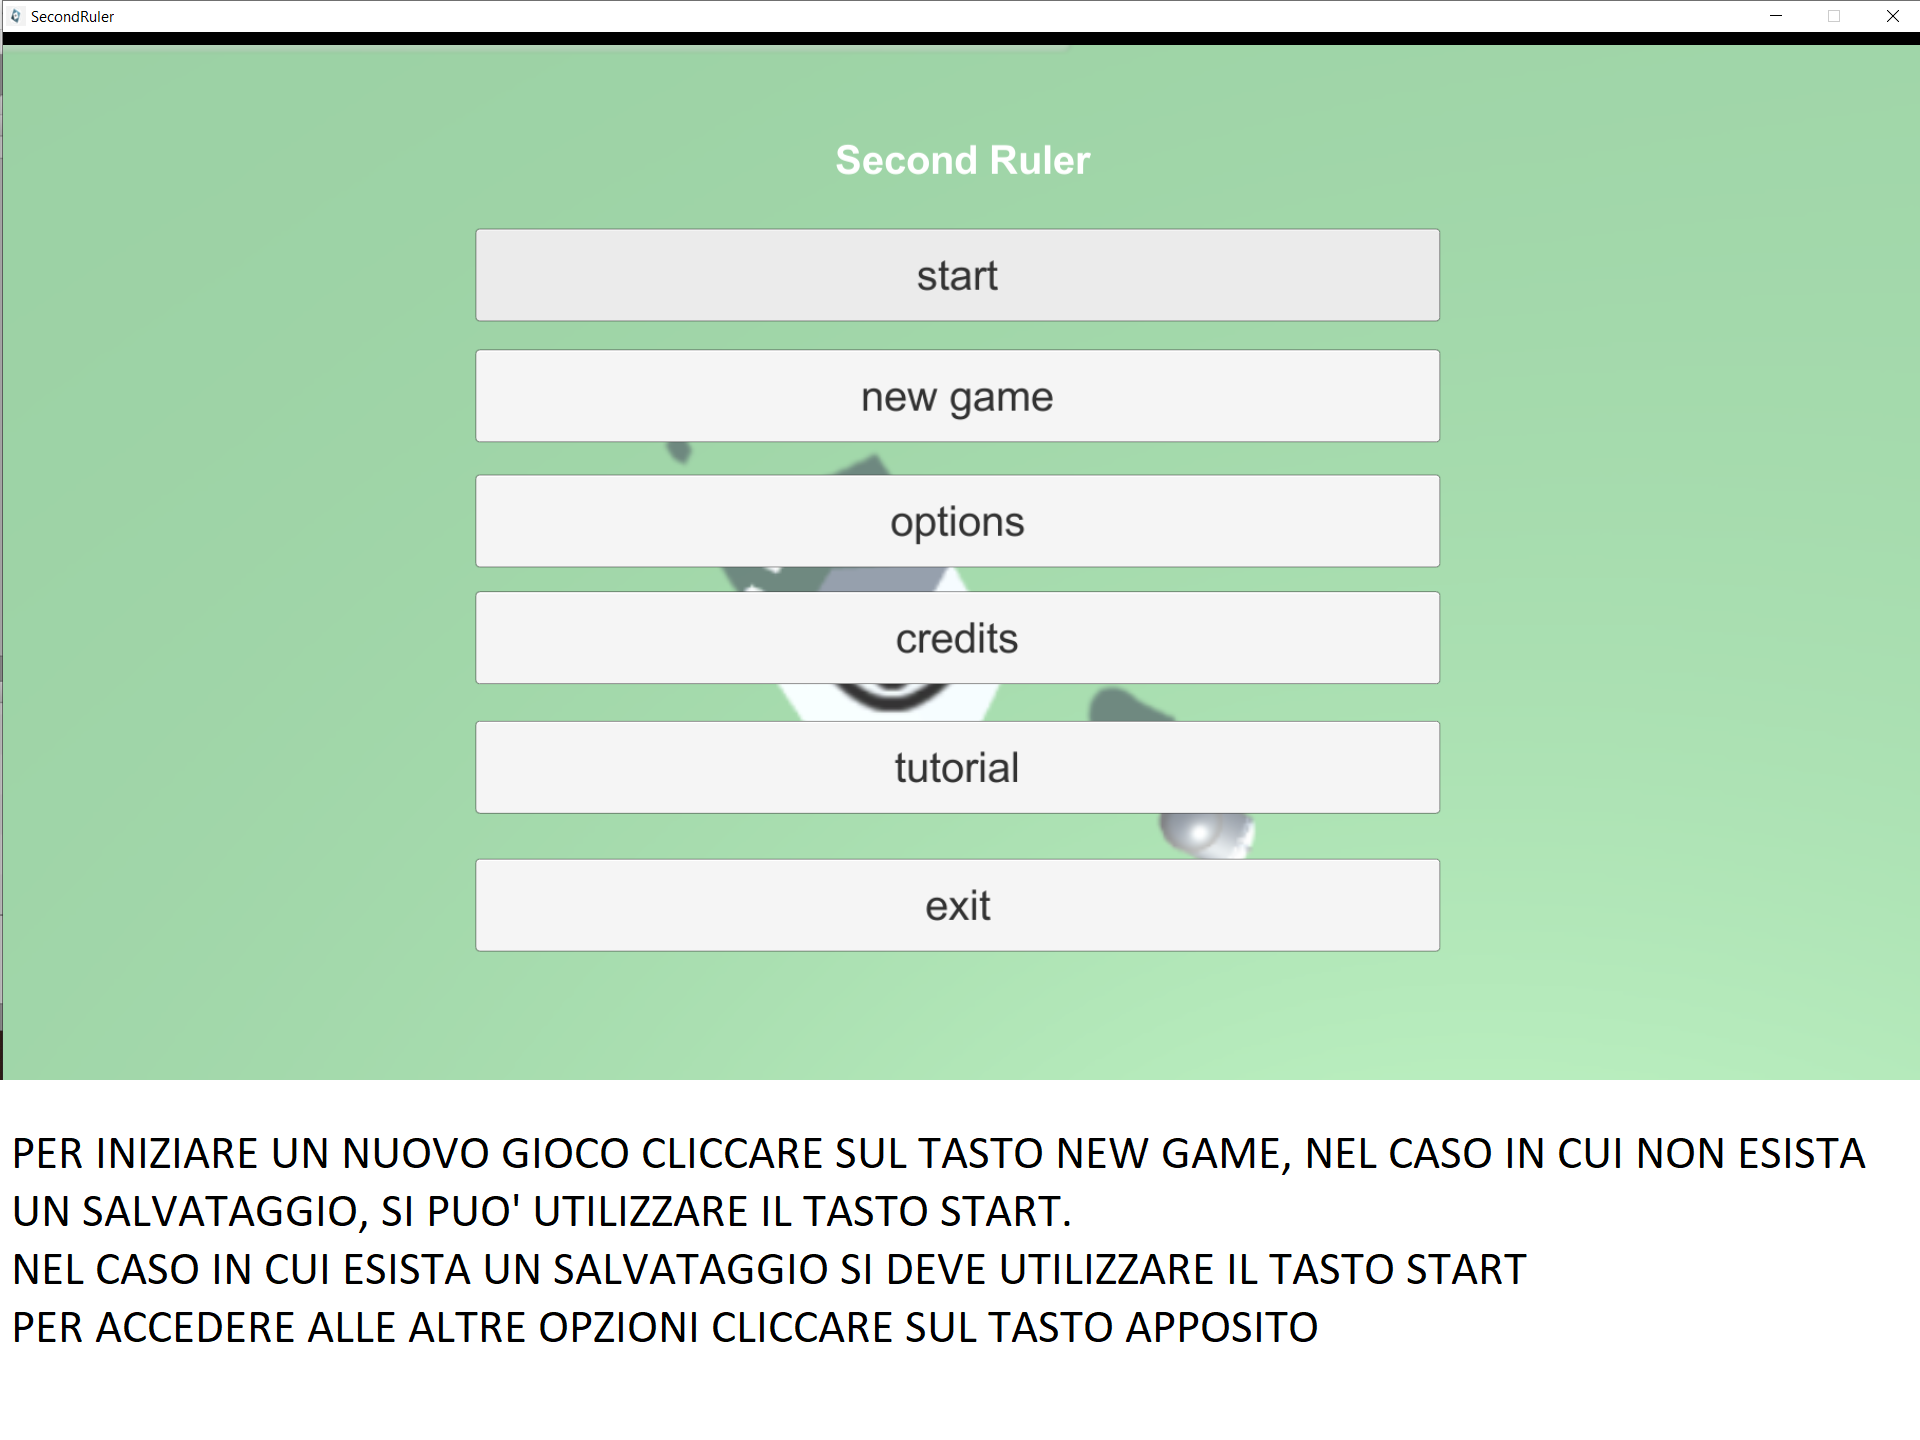 SecondRuler
Second Ruler
start
new game
options
credits
tutorial
exit
PER INIZIARE UN NUOVO GIOCO CLICCARE SUL TASTO NEW GAME, NEL CASO IN CUI NON ESISTA
UN SALVATAGGIO, SI PUO' UTILIZZARE IL TASTO START.
NEL CASO IN CUI ESISTA UN SALVATAGGIO SI DEVE UTILIZZARE IL TASTO START
PER ACCEDERE ALLE ALTRE OPZIONI CLICCARE SUL TASTO APPOSITO